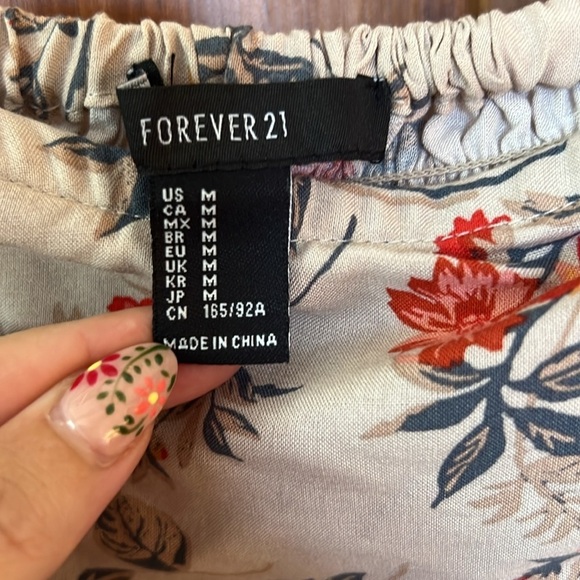 FOREVER 21
US M
CA M
MX M
BR M
EU M
UK M
KR M
JP M
CN 165/92A
MADE IN CHINA